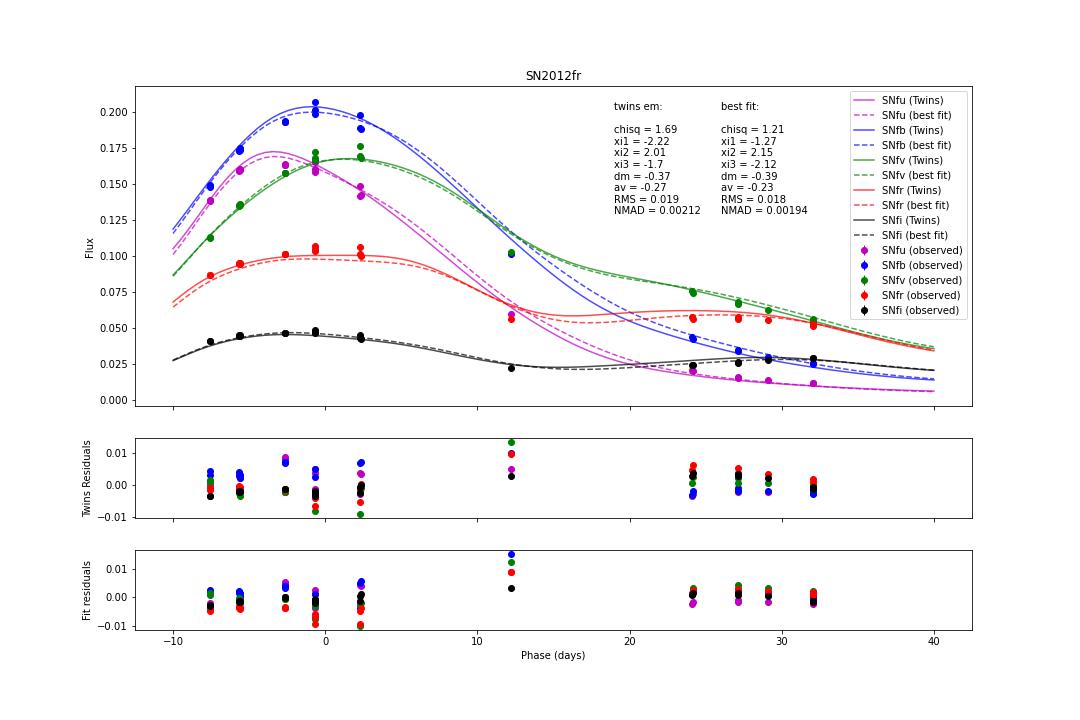 SN2012fr
Flux
0.200
0.175
0.150
0.125
0.100
0.075
0.050
0.025
0.000
twins em:
chisq = 1.69
xi1 = -2.22
xi2 = 2.01
xi3 = -1.7
dm = -0.37
av = -0.27
RMS = 0.019
NMAD = 0.00212
best fit:
chisq = 1.21
xi1 = -1.27
xi2 = 2.15
xi3 = -2.12
dm = -0.39
av = -0.23
RMS = 0.018
NMAD = 0.00194
SNfu (Twins)
SNfu (best fit)
SNfb (Twins)
SNfb (best fit)
SNfv (Twins)
SNfv (best fit)
SNfr (Twins)
SNfr (best fit)
SNfi (Twins)
SNfi (best fit)
SNfu (observed)
SNfb (observed)
SNfv (observed)
SNfr (observed)
SNfi (observed)
Twins Residuals
0.01
0.00
−0.01
Fit residuals
0.01
0.00
−0.01
−10 0 10 20 30 40
Phase (days)